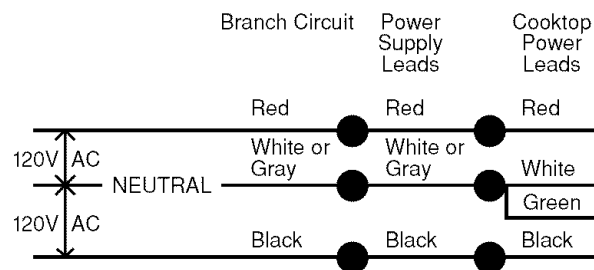 Branch Circuit
Power
Supply
Leads
Cooktop
Power
Leads
Red
Red
Red
120V AC
White or
Gray
White or
Gray
White
NEUTRAL
Green
120V AC
Black
Black
Black